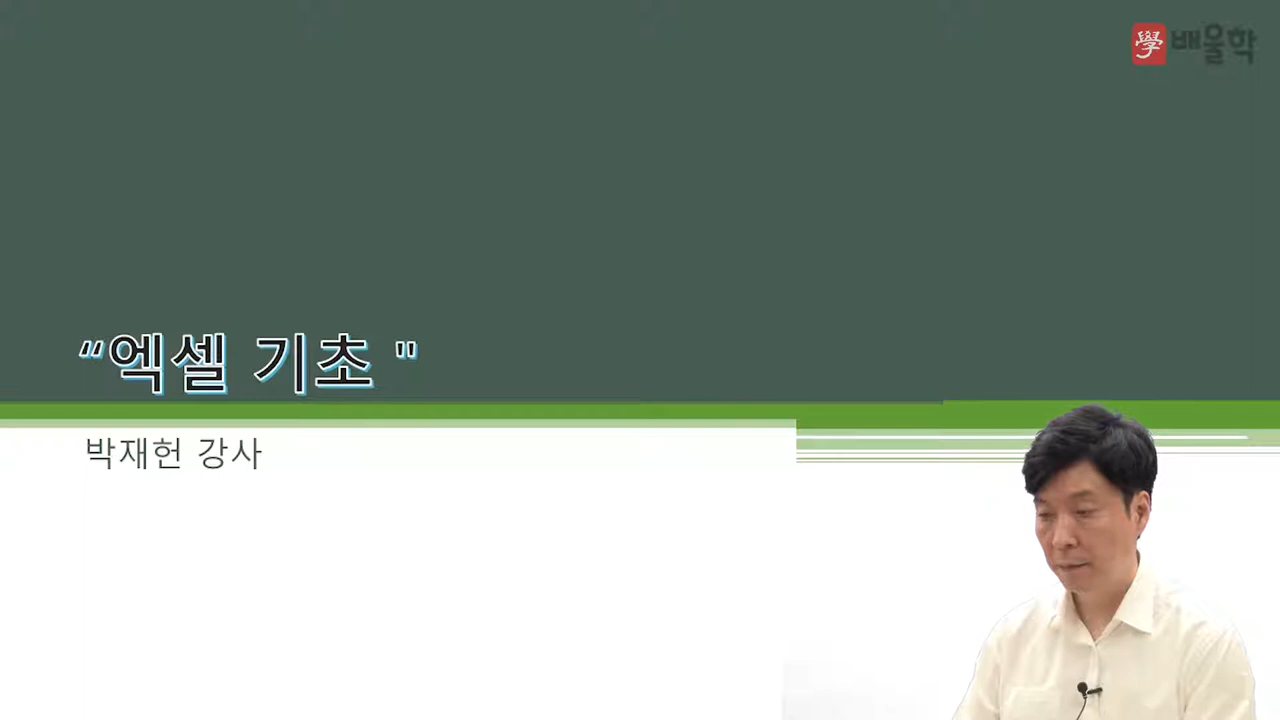 學 배울학
“엑셀 기초 "
박재헌 강사